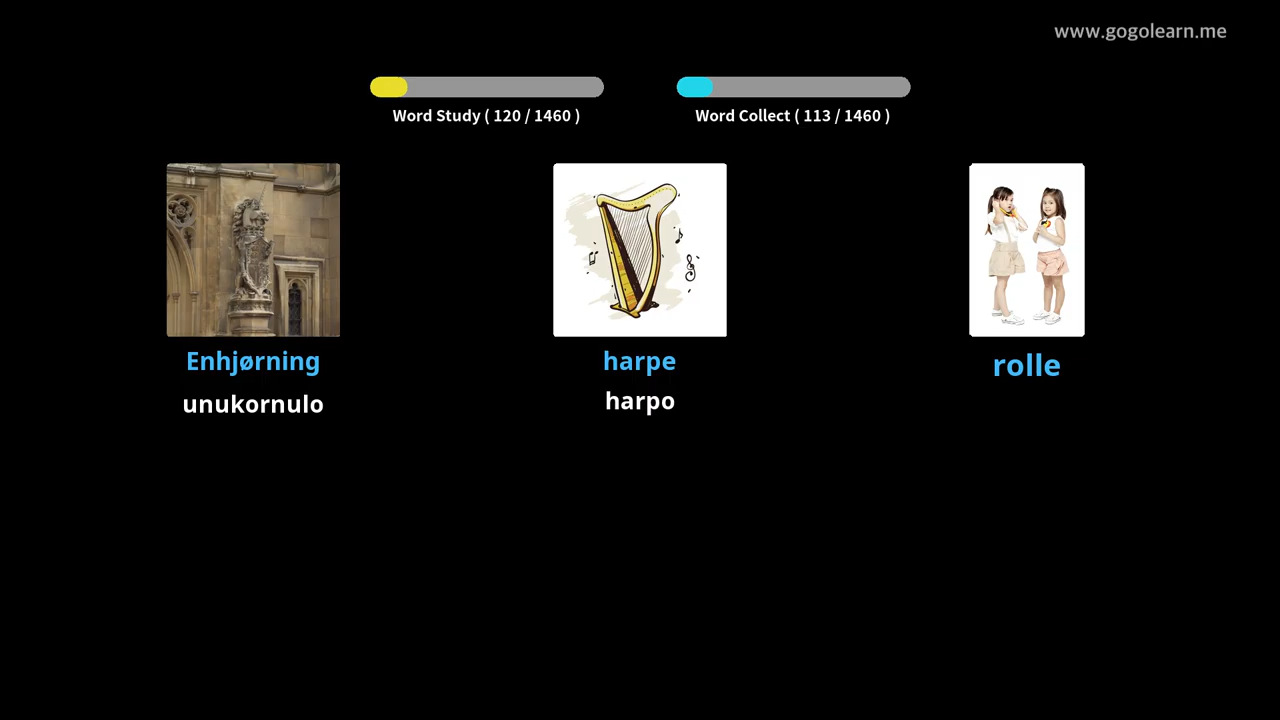 www.gogolearn.me
Word Study ( 120 / 1460 )
Word Collect ( 113 / 1460 )
Enhjørning
unukornulo
harpe
harpo
rolle